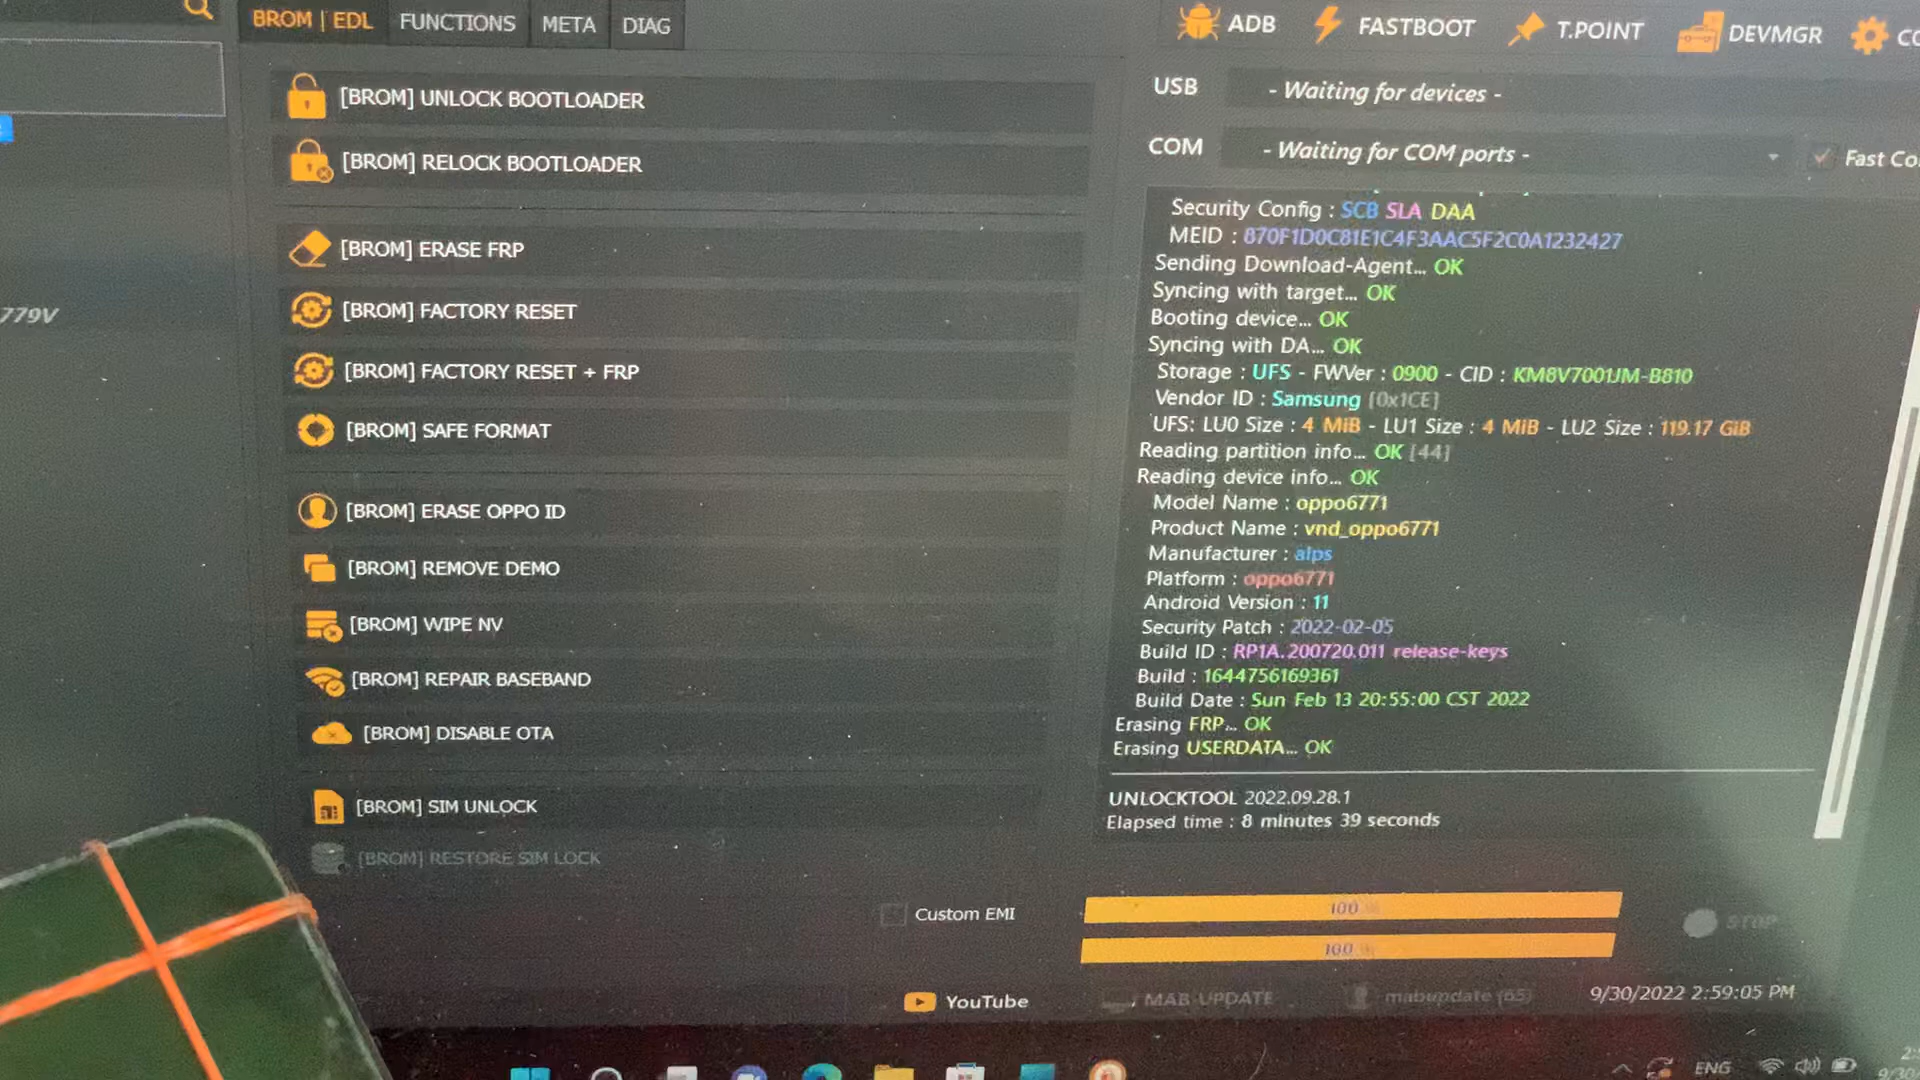 BROM | EDL
FUNCTIONS
META
DIAG
ADB
FASTBOOT
T.POINT
DEVMGR
779V
[BROM] UNLOCK BOOTLOADER
[BROM] RELOCK BOOTLOADER
[BROM] ERASE FRP
[BROM] FACTORY RESET
[BROM] FACTORY RESET + FRP
[BROM] SAFE FORMAT
[BROM] ERASE OPPO ID
[BROM] REMOVE DEMO
[BROM] WIPE NV
[BROM] REPAIR BASEBAND
[BROM] DISABLE OTA
[BROM] SIM UNLOCK
[BROM] RESTORE SIM LOCK
USB - Waiting for devices -
COM - Waiting for COM ports -
Fast Co
Security Config : SCB SLA DAA
MEID : 870F1D0C81E1C4F3AAC5F2C0A1232427
Sending Download-Agent... OK
Syncing with target... OK
Booting device... OK
Syncing with DA... OK
Storage : UFS - FWVer : 0900 - CID : KM8V7001JM-B810
Vendor ID : Samsung [0x1CE]
UFS: LU0 Size : 4 MiB - LU1 Size : 4 MiB - LU2 Size : 119.17 GiB
Reading partition info... OK [44]
Reading device info... OK
Model Name : oppo6771
Product Name : vnd_oppo6771
Manufacturer : alps
Platform : oppo6771
Android Version : 11
Security Patch : 2022-02-05
Build ID : RP1A.200720.011 release-keys
Build : 1644756169361
Build Date : Sun Feb 13 20:55:00 CST 2022
Erasing FRP... OK
Erasing USERDATA... OK
UNLOCKTOOL 2022.09.28.1
Elapsed time : 8 minutes 39 seconds
Custom EMI
100 %
100 %
STOP
YouTube
MAB-UPDATE
mabupdate (65)
9/30/2022 2:59:05 PM
ENG